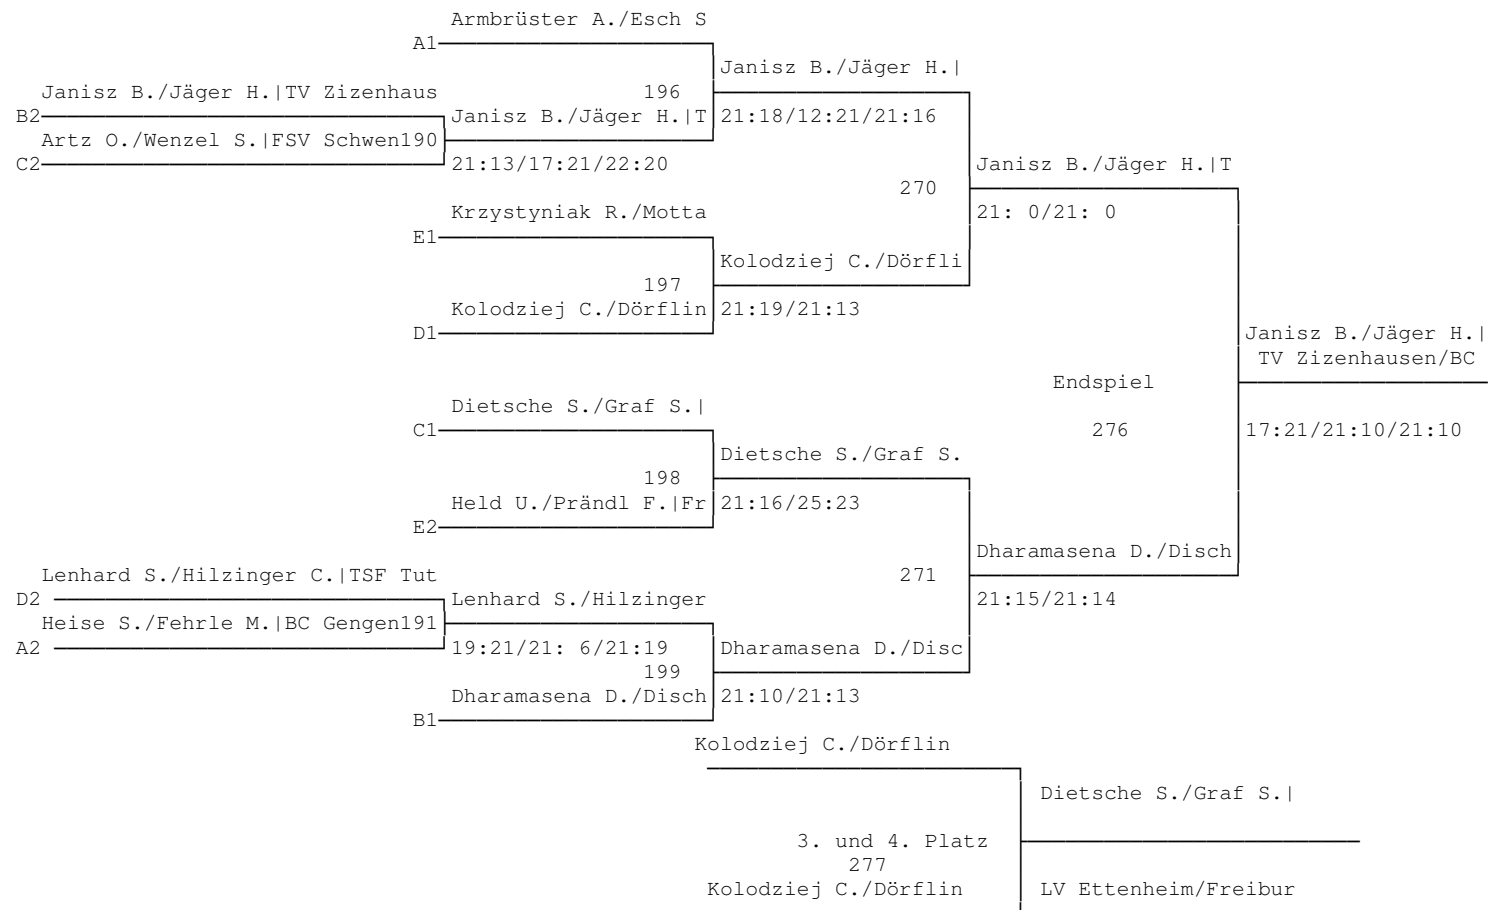 Armbrüster A./Esch S
A1
Janisz B./Jäger H.|
Janisz B./Jäger H.|TV Zizenhaus 196
B2 Janisz B./Jäger H.|T 21:18/12:21/21:16
Artz O./Wenzel S.|FSV Schwen190
C2 21:13/17:21/22:20 Janisz B./Jäger H.|T
270
Krzystyniak R./Motta 21: 0/21: 0
E1
Kolodziej C./Dörfli
197
Kolodziej C./Dörflin 21:19/21:13
D1 Janisz B./Jäger H.|
TV Zizenhausen/BC
Endspiel
Dietsche S./Graf S.|
C1 276 17:21/21:10/21:10
Dietsche S./Graf S.
198
Held U./Prändl F.|Fr 21:16/25:23
E2
Dharamasena D./Disch
Lenhard S./Hilzinger C.|TSF Tut 271
D2 Lenhard S./Hilzinger 21:15/21:14
Heise S./Fehrle M.|BC Gengen191
A2 19:21/21: 6/21:19 Dharamasena D./Disc
199
Dharamasena D./Disch 21:10/21:13
B1
Kolodziej C./Dörflin
Dietsche S./Graf S.|
3. und 4. Platz
277
Kolodziej C./Dörflin LV Ettenheim/Freibur